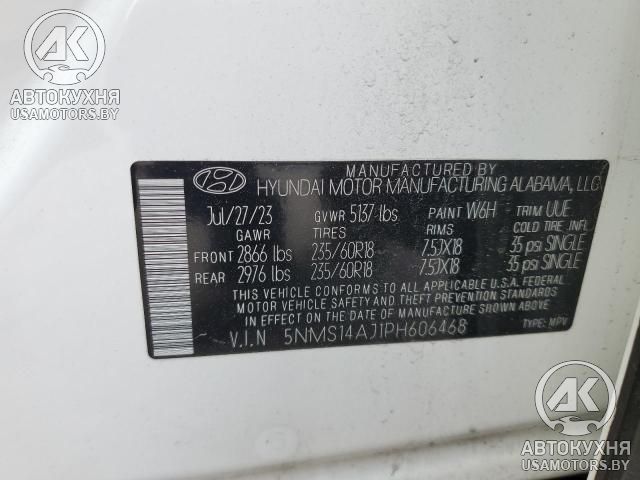 AK
АВТОКУХНЯ
USAMOTORS.BY
MANUFACTURED BY
HYUNDAI MOTOR MANUFACTURING ALABAMA, LLC
Jul/27/23 GVWR 5137 lbs PAINT W6H TRIM UUE
GAWR TIRES RIMS COLD TIRE INFL.
FRONT 2866 lbs 235/60R18 7.5JX18 35 psi SINGLE
REAR 2976 lbs 235/60R18 7.5JX18 35 psi SINGLE
THIS VEHICLE CONFORMS TO ALL APPLICABLE U.S.A. FEDERAL
MOTOR VEHICLE SAFETY AND THEFT PREVENTION STANDARDS
IN EFFECT ON THE DATE OF MANUFACTURE SHOWN ABOVE.
V.I.N 5NMS14AJ1PH606468 TYPE: MPV
AK
АВТОКУХНЯ
USAMOTORS.BY